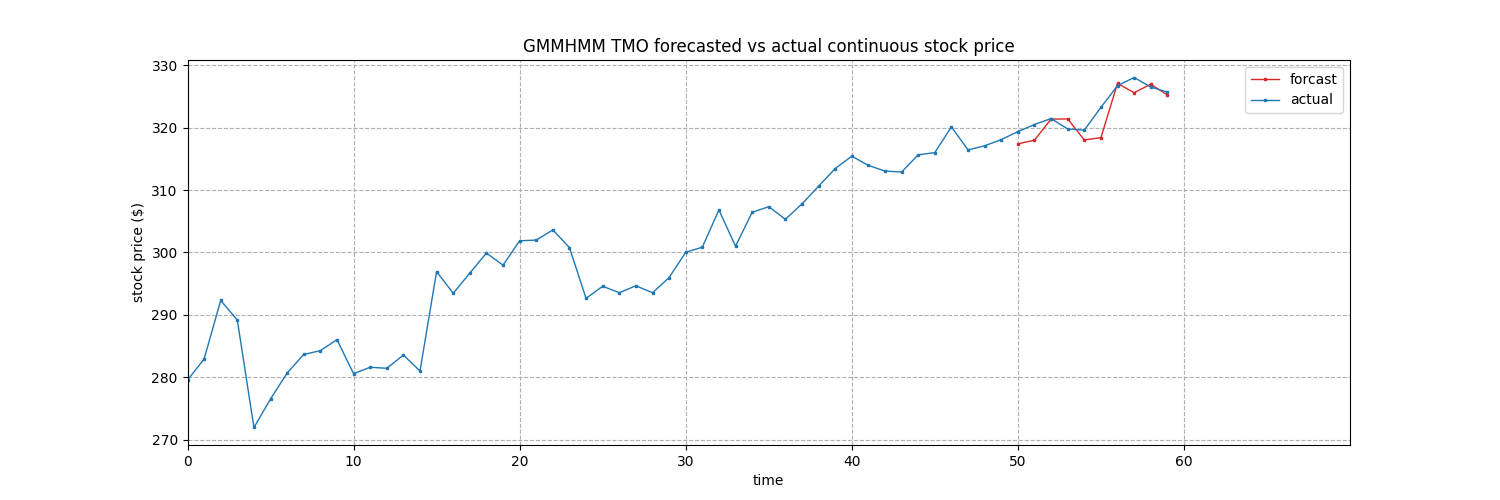 GMMHMM TMO forecasted vs actual continuous stock price
330
320
310
300
290
280
270
stock price ($)
forcast
actual
0 10 20 30 40 50 60
time